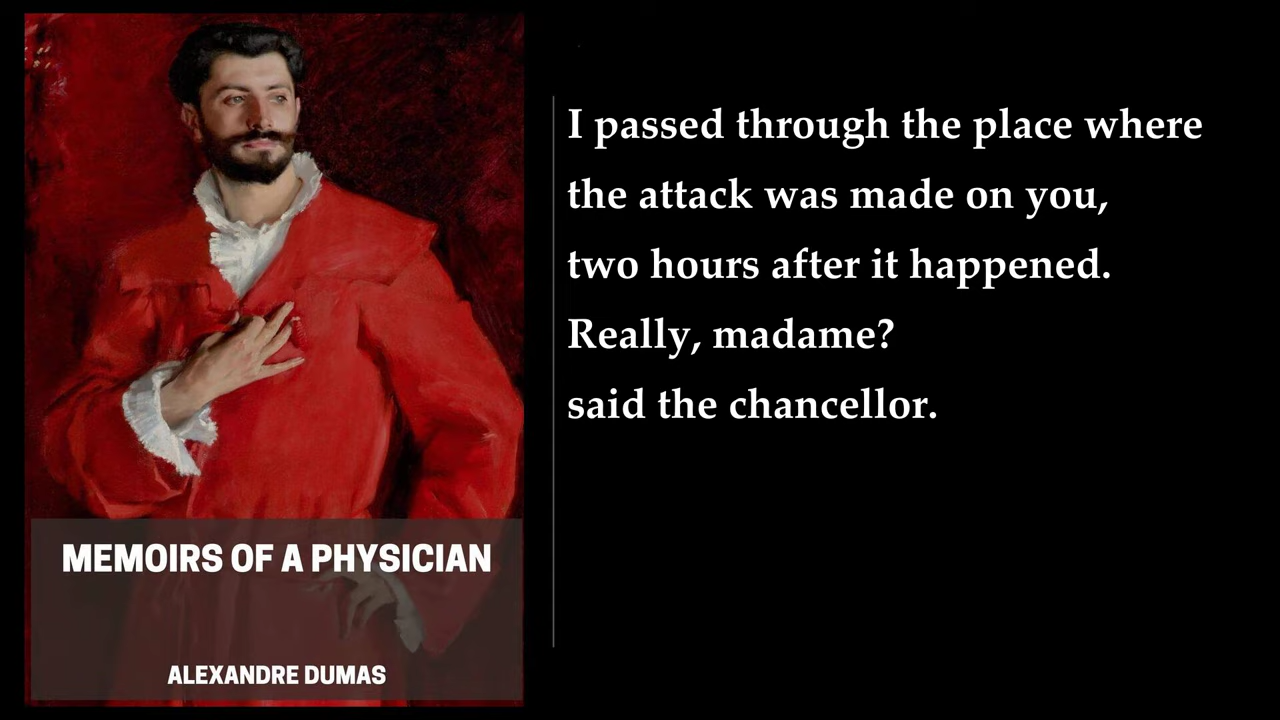 MEMOIRS OF A PHYSICIAN
ALEXANDRE DUMAS
I passed through the place where
the attack was made on you,
two hours after it happened.
Really, madame?
said the chancellor.